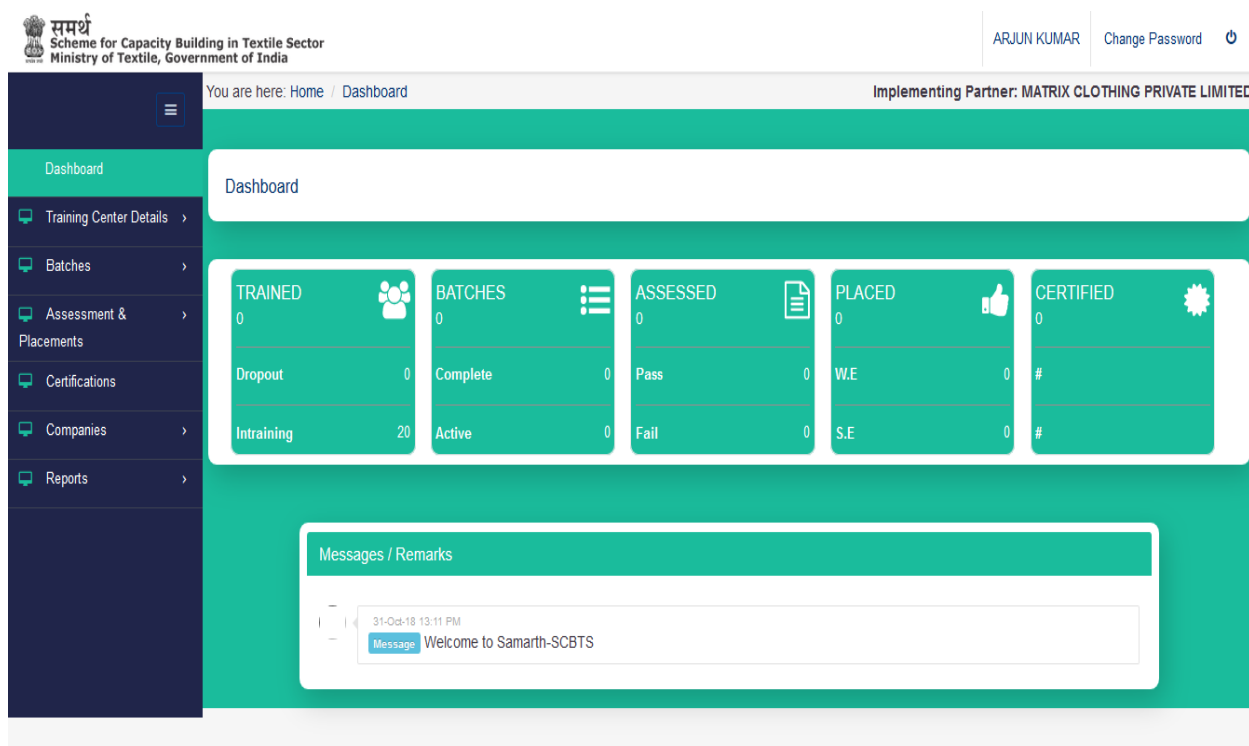 समर्थ
Scheme for Capacity Building in Textile Sector
Ministry of Textile, Government of India
ARJUN KUMAR
Change Password
You are here: Home / Dashboard
Implementing Partner: MATRIX CLOTHING PRIVATE LIMITED
Dashboard
Training Center Details
Batches
Assessment &
Placements
Certifications
Companies
Reports
Dashboard
TRAINED
0
Dropout 0
Intraining 20
BATCHES
0
Complete 0
Active 0
ASSESSED
0
Pass 0
Fail 0
PLACED
0
W.E 0
S.E 0
CERTIFIED
0
#
#
Messages / Remarks
31-Oct-18 13:11 PM
Message Welcome to Samarth-SCBTS